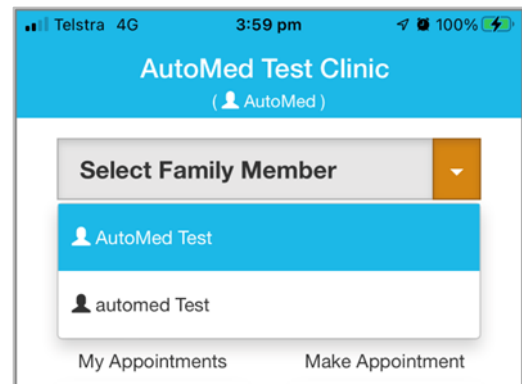 Telstra 4G 3:59 pm 100%
AutoMed Test Clinic
( AutoMed )
Select Family Member
AutoMed Test
automed Test
My Appointments Make Appointment